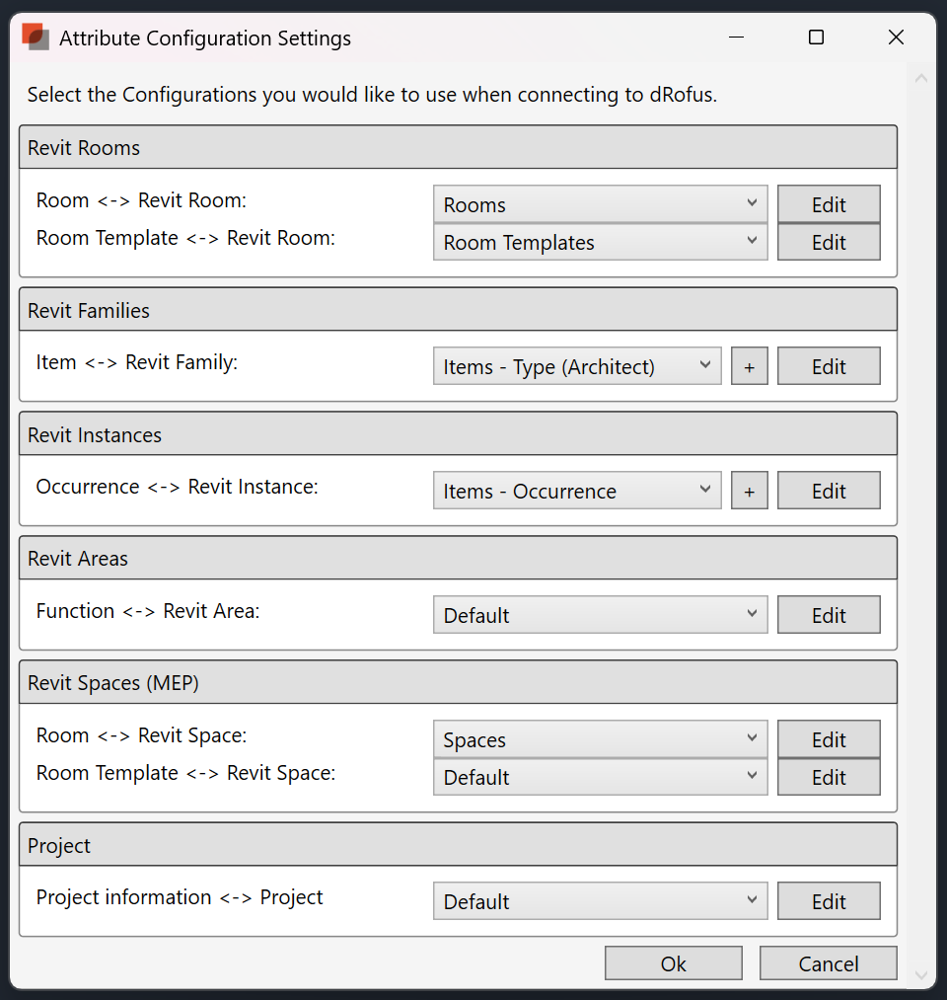 Attribute Configuration Settings
Select the Configurations you would like to use when connecting to dRofus.
Revit Rooms
Room <-> Revit Room: Rooms Edit
Room Template <-> Revit Room: Room Templates Edit
Revit Families
Item <-> Revit Family: Items - Type (Architect) + Edit
Revit Instances
Occurrence <-> Revit Instance: Items - Occurrence + Edit
Revit Areas
Function <-> Revit Area: Default Edit
Revit Spaces (MEP)
Room <-> Revit Space: Spaces Edit
Room Template <-> Revit Space: Default Edit
Project
Project information <-> Project Default Edit
Ok Cancel